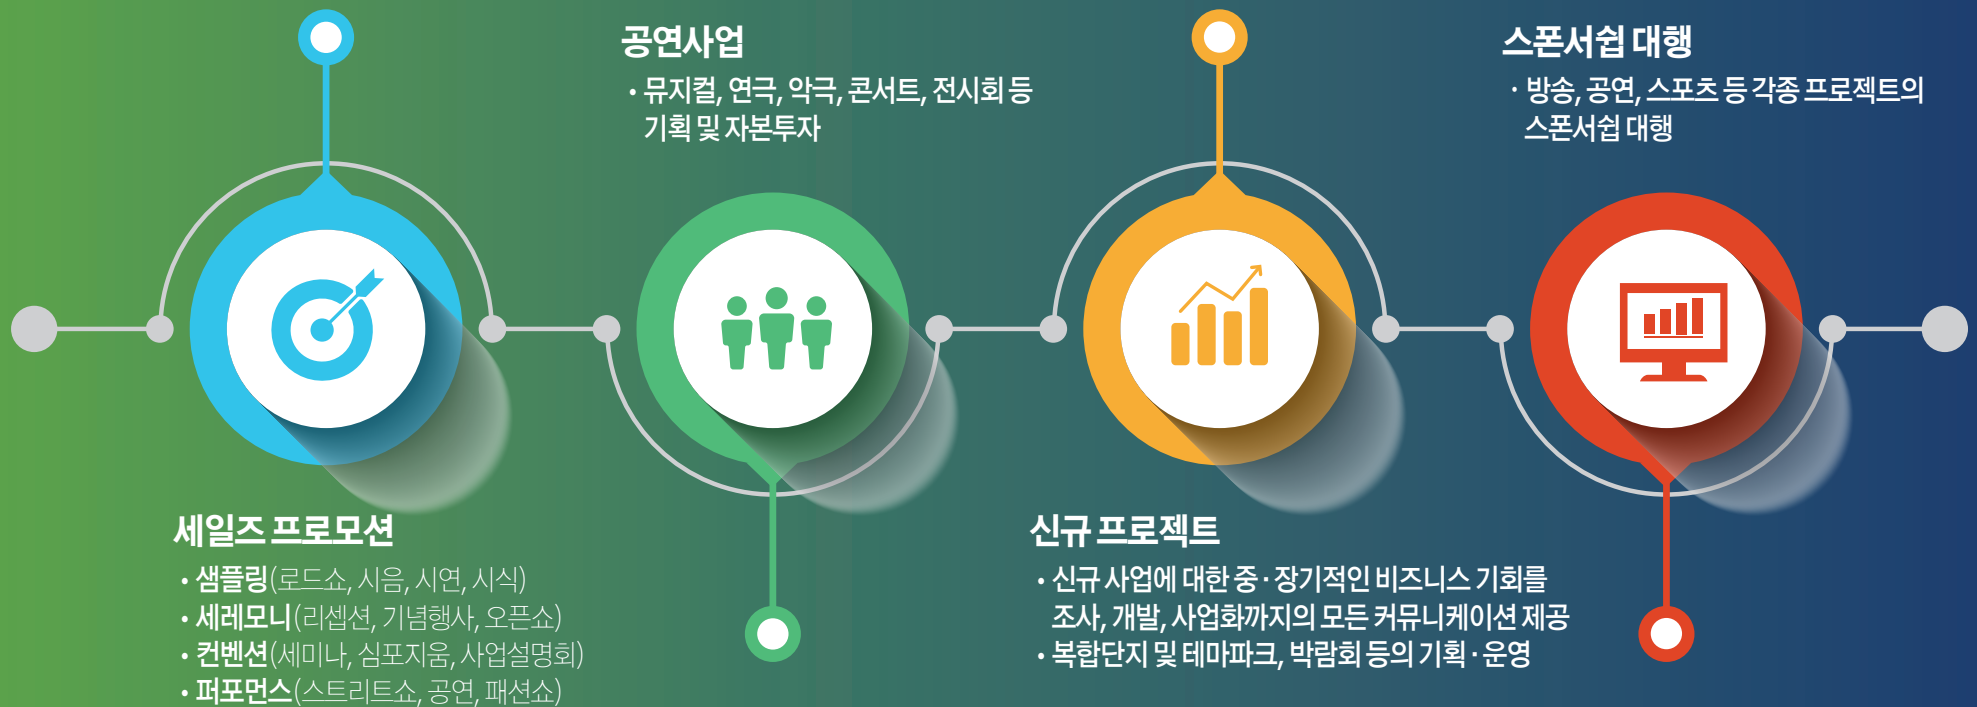 공연사업
· 뮤지컬, 연극, 악극, 콘서트, 전시회 등
기획 및 자본투자
스폰서쉽 대행
· 방송, 공연, 스포츠 등 각종 프로젝트의
스폰서쉽 대행
세일즈 프로모션
· 샘플링(로드쇼, 시음, 시연, 시식)
· 세레모니(리셉션, 기념행사, 오픈쇼)
· 컨벤션(세미나, 심포지움, 사업설명회)
· 퍼포먼스(스트리트쇼, 공연, 패션쇼)
신규 프로젝트
· 신규 사업에 대한 중·장기적인 비즈니스 기회를
조사, 개발, 사업화까지의 모든 커뮤니케이션 제공
· 복합단지 및 테마파크, 박람회 등의 기획·운영